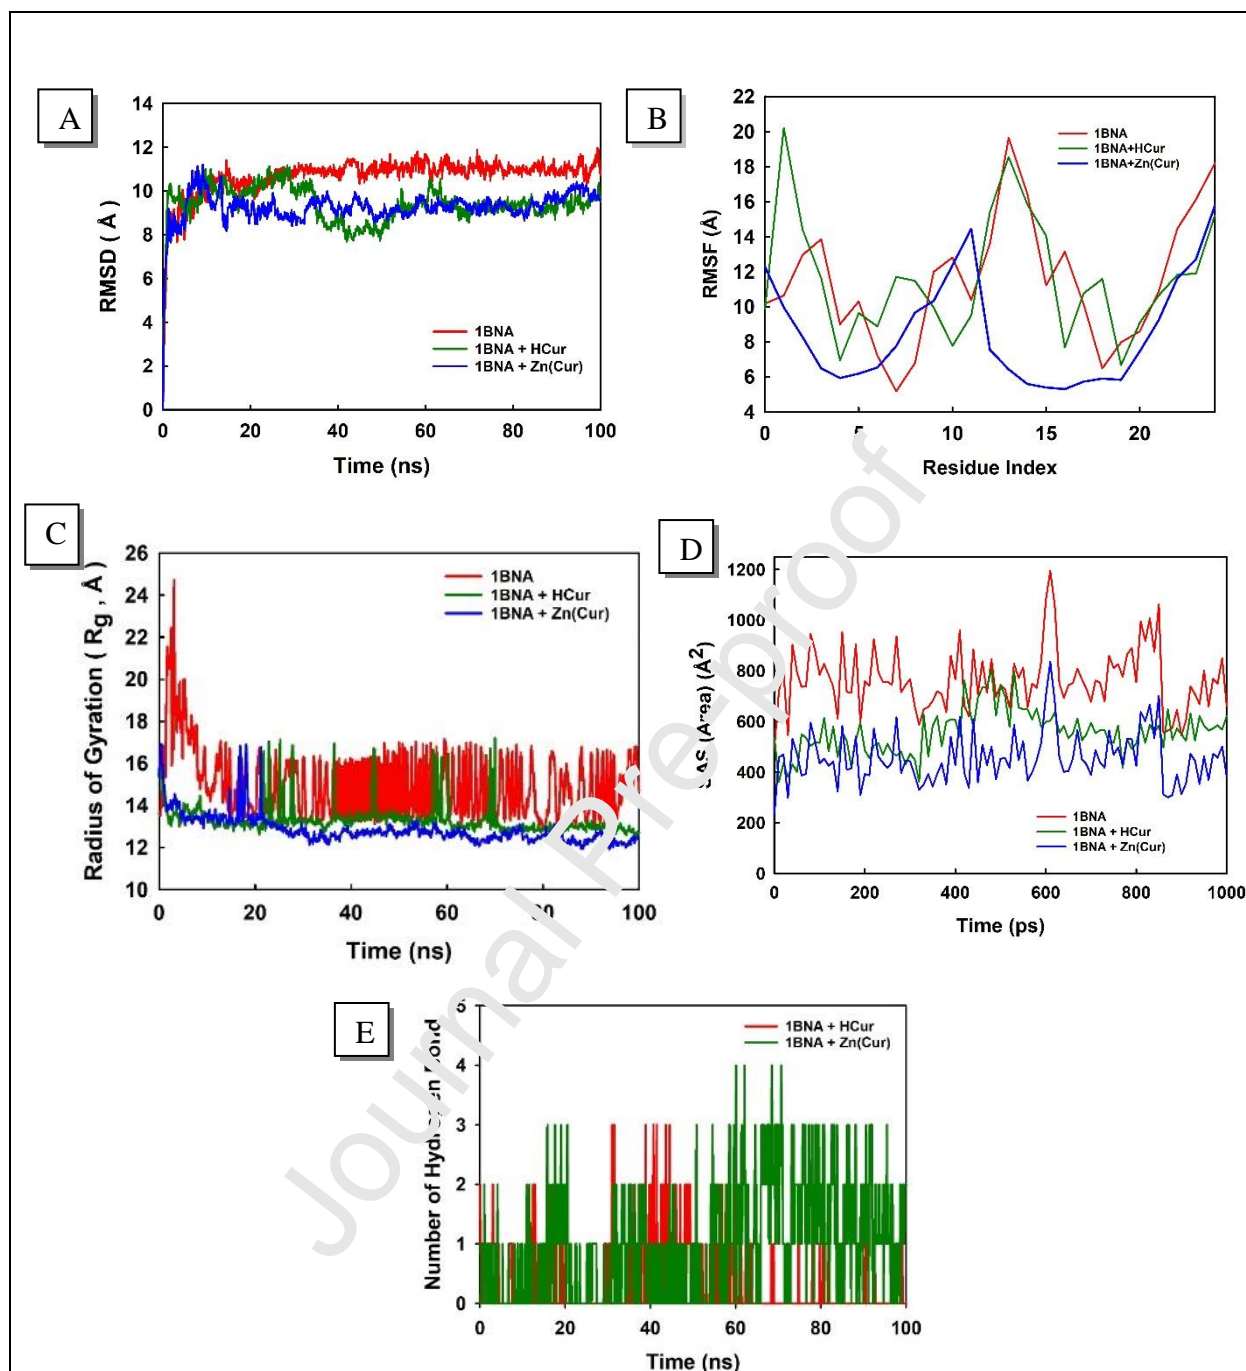 A
14
12
10
8
6
4
2
0
RMSD ( Å )
1BNA
1BNA + HCur
1BNA + Zn(Cur)
0 20 40 60 80 100
Time (ns)
B
22
20
18
16
14
12
10
8
6
4
RMSF (Å)
1BNA
1BNA+HCur
1BNA+Zn(Cur)
0 5 10 15 20
Residue Index
C
26
24
22
20
18
16
14
12
10
Radius of Gyration ( Rg , Å )
1BNA
1BNA + HCur
1BNA + Zn(Cur)
0 20 40 60 80 100
Time (ns)
D
1200
1000
800
600
400
200
0
(Area) (Å2)
1BNA
1BNA + HCur
1BNA + Zn(Cur)
0 200 400 600 800 1000
Time (ps)
E
5
4
3
2
1
0
Number of
1BNA + HCur
1BNA + Zn(Cur)
0 20 40 60 80 100
Time (ns)
Journal Pre-proof